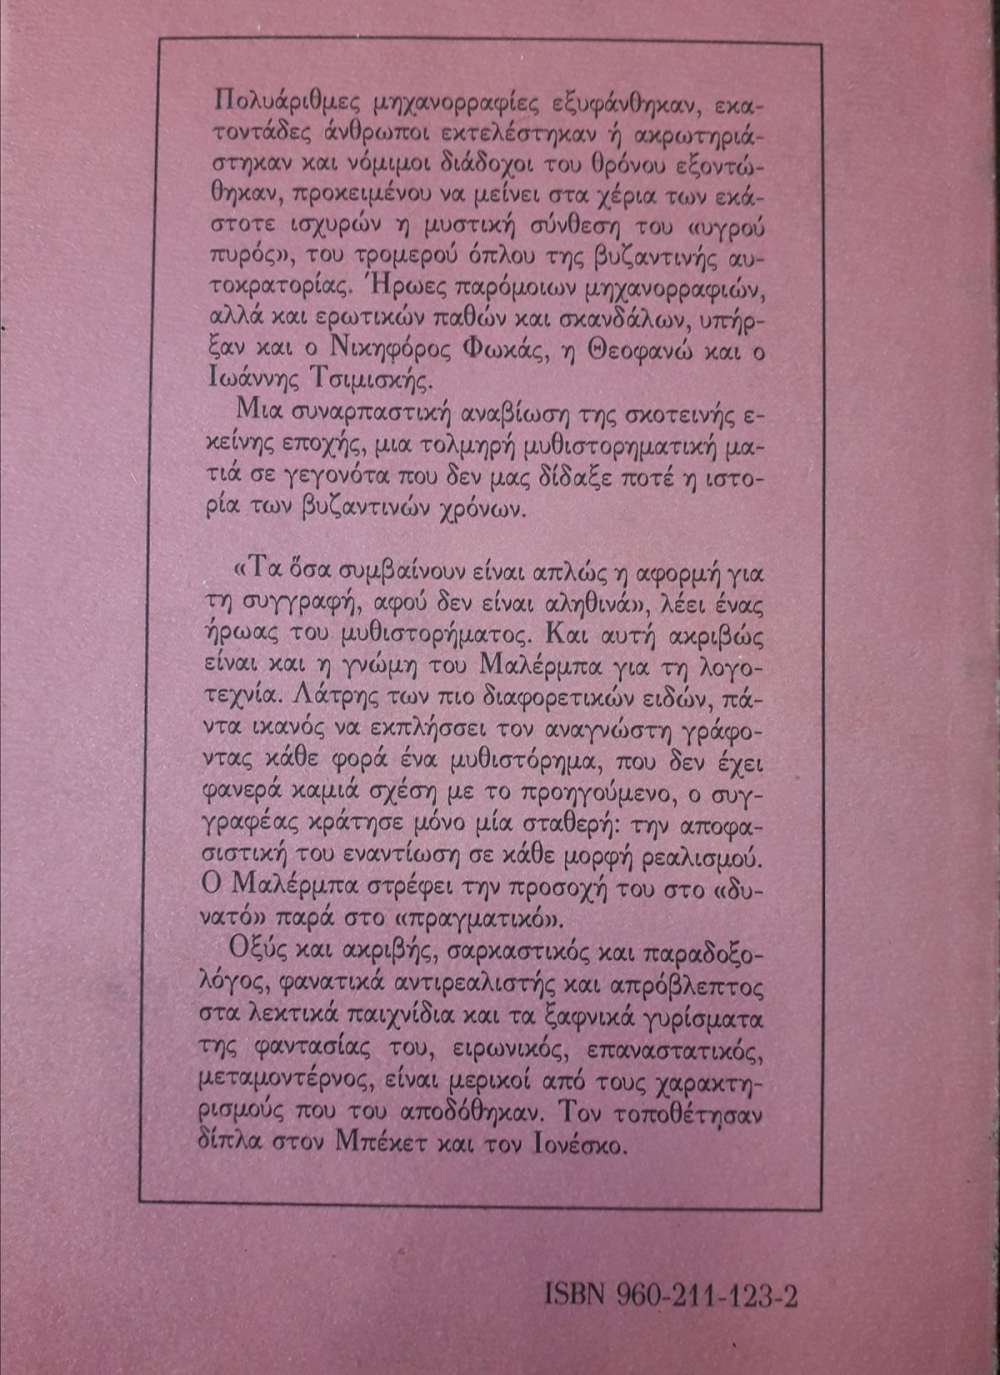 Πολυάριθμες μηχανορραφίες εξυφάνθηκαν, εκα-
τοντάδες άνθρωποι εκτελέστηκαν ή ακρωτηριά-
στηκαν και νόμιμοι διάδοχοι του θρόνου εξοντώ-
θηκαν, προκειμένου να μείνει στα χέρια των εκά-
στοτε ισχυρών η μυστική σύνθεση του «υγρού
πυρός», του τρομερού όπλου της βυζαντινής αυ-
τοκρατορίας. Ήρωες παρόμοιων μηχανορραφιών,
αλλά και ερωτικών παθών και σκανδάλων, υπήρ-
ξαν και ο Νικηφόρος Φωκάς, η Θεοφανώ και ο
Ιωάννης Τσιμισκής.
Μια συναρπαστική αναβίωση της σκοτεινής ε-
κείνης εποχής, μια τολμηρή μυθιστορηματική μα-
τιά σε γεγονότα που δεν μας δίδαξε ποτέ η ιστο-
ρία των βυζαντινών χρόνων.
«Τα όσα συμβαίνουν είναι απλώς η αφορμή για
τη συγγραφή, αφού δεν είναι αληθινά», λέει ένας
ήρωας του μυθιστορήματος. Και αυτή ακριβώς
είναι και η γνώμη του Μαλέρμπα για τη λογο-
τεχνία. Λάτρης των πιο διαφορετικών ειδών, πά-
ντα ικανός να εκπλήσσει τον αναγνώστη γράφο-
ντας κάθε φορά ένα μυθιστόρημα, που δεν έχει
φανερά καμιά σχέση με το προηγούμενο, ο συγ-
γραφέας κράτησε μόνο μία σταθερή: την αποφα-
σιστική του εναντίωση σε κάθε μορφή ρεαλισμού.
Ο Μαλέρμπα στρέφει την προσοχή του στο «δυ-
νατό» παρά στο «πραγματικό».
Οξύς και ακριβής, σαρκαστικός και παραδοξο-
λόγος, φανατικά αντιρεαλιστής και απρόβλεπτος
στα λεκτικά παιχνίδια και τα ξαφνικά γυρίσματα
της φαντασίας του, ειρωνικός, επαναστατικός,
μεταμοντέρνος, είναι μερικοί από τους χαρακτη-
ρισμούς που του αποδόθηκαν. Τον τοποθέτησαν
δίπλα στον Μπέκετ και τον Ιονέσκο.
ISBN 960-211-123-2